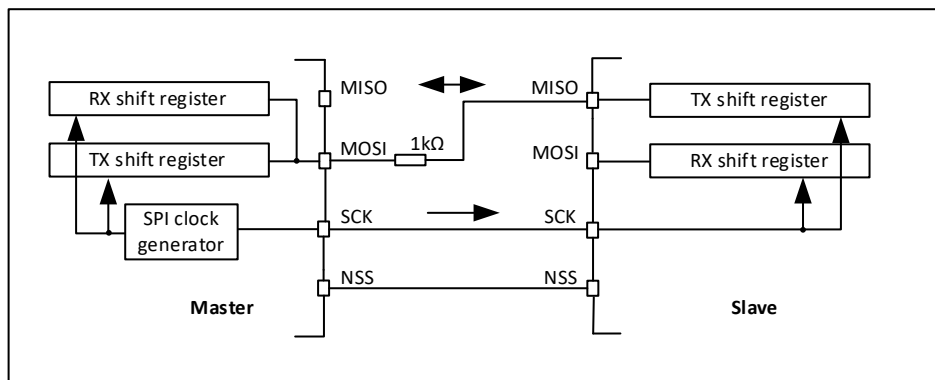 RX shift register
TX shift register
SPI clock
generator
Master
MISO
MOSI
1kΩ
SCK
NSS
MISO
MOSI
SCK
NSS
TX shift register
RX shift register
Slave